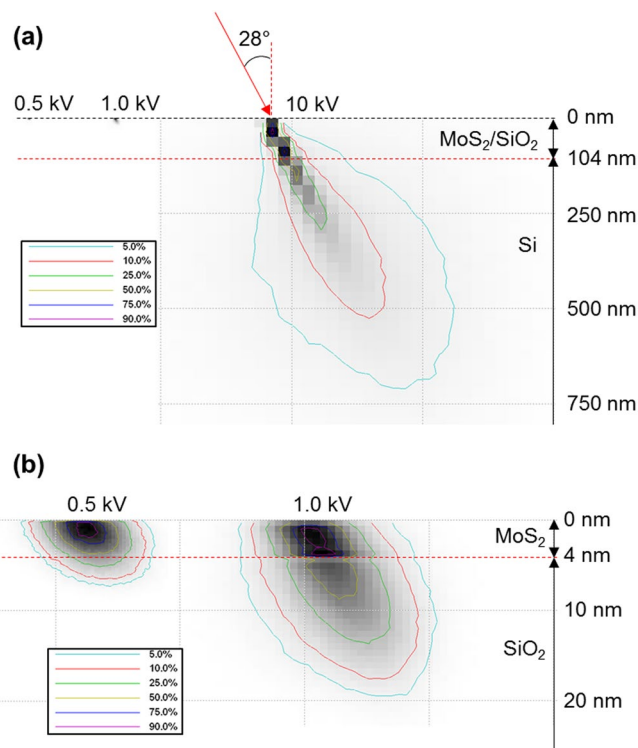 (a)
28°
0.5 kV 1.0 kV 10 kV 0 nm
MoS₂/SiO₂
104 nm
250 nm
Si
5.0%
10.0%
25.0%
50.0%
75.0%
90.0%
500 nm
750 nm
(b)
0.5 kV 1.0 kV 0 nm
MoS₂
4 nm
10 nm
SiO₂
5.0%
10.0%
25.0%
50.0%
75.0%
90.0%
20 nm